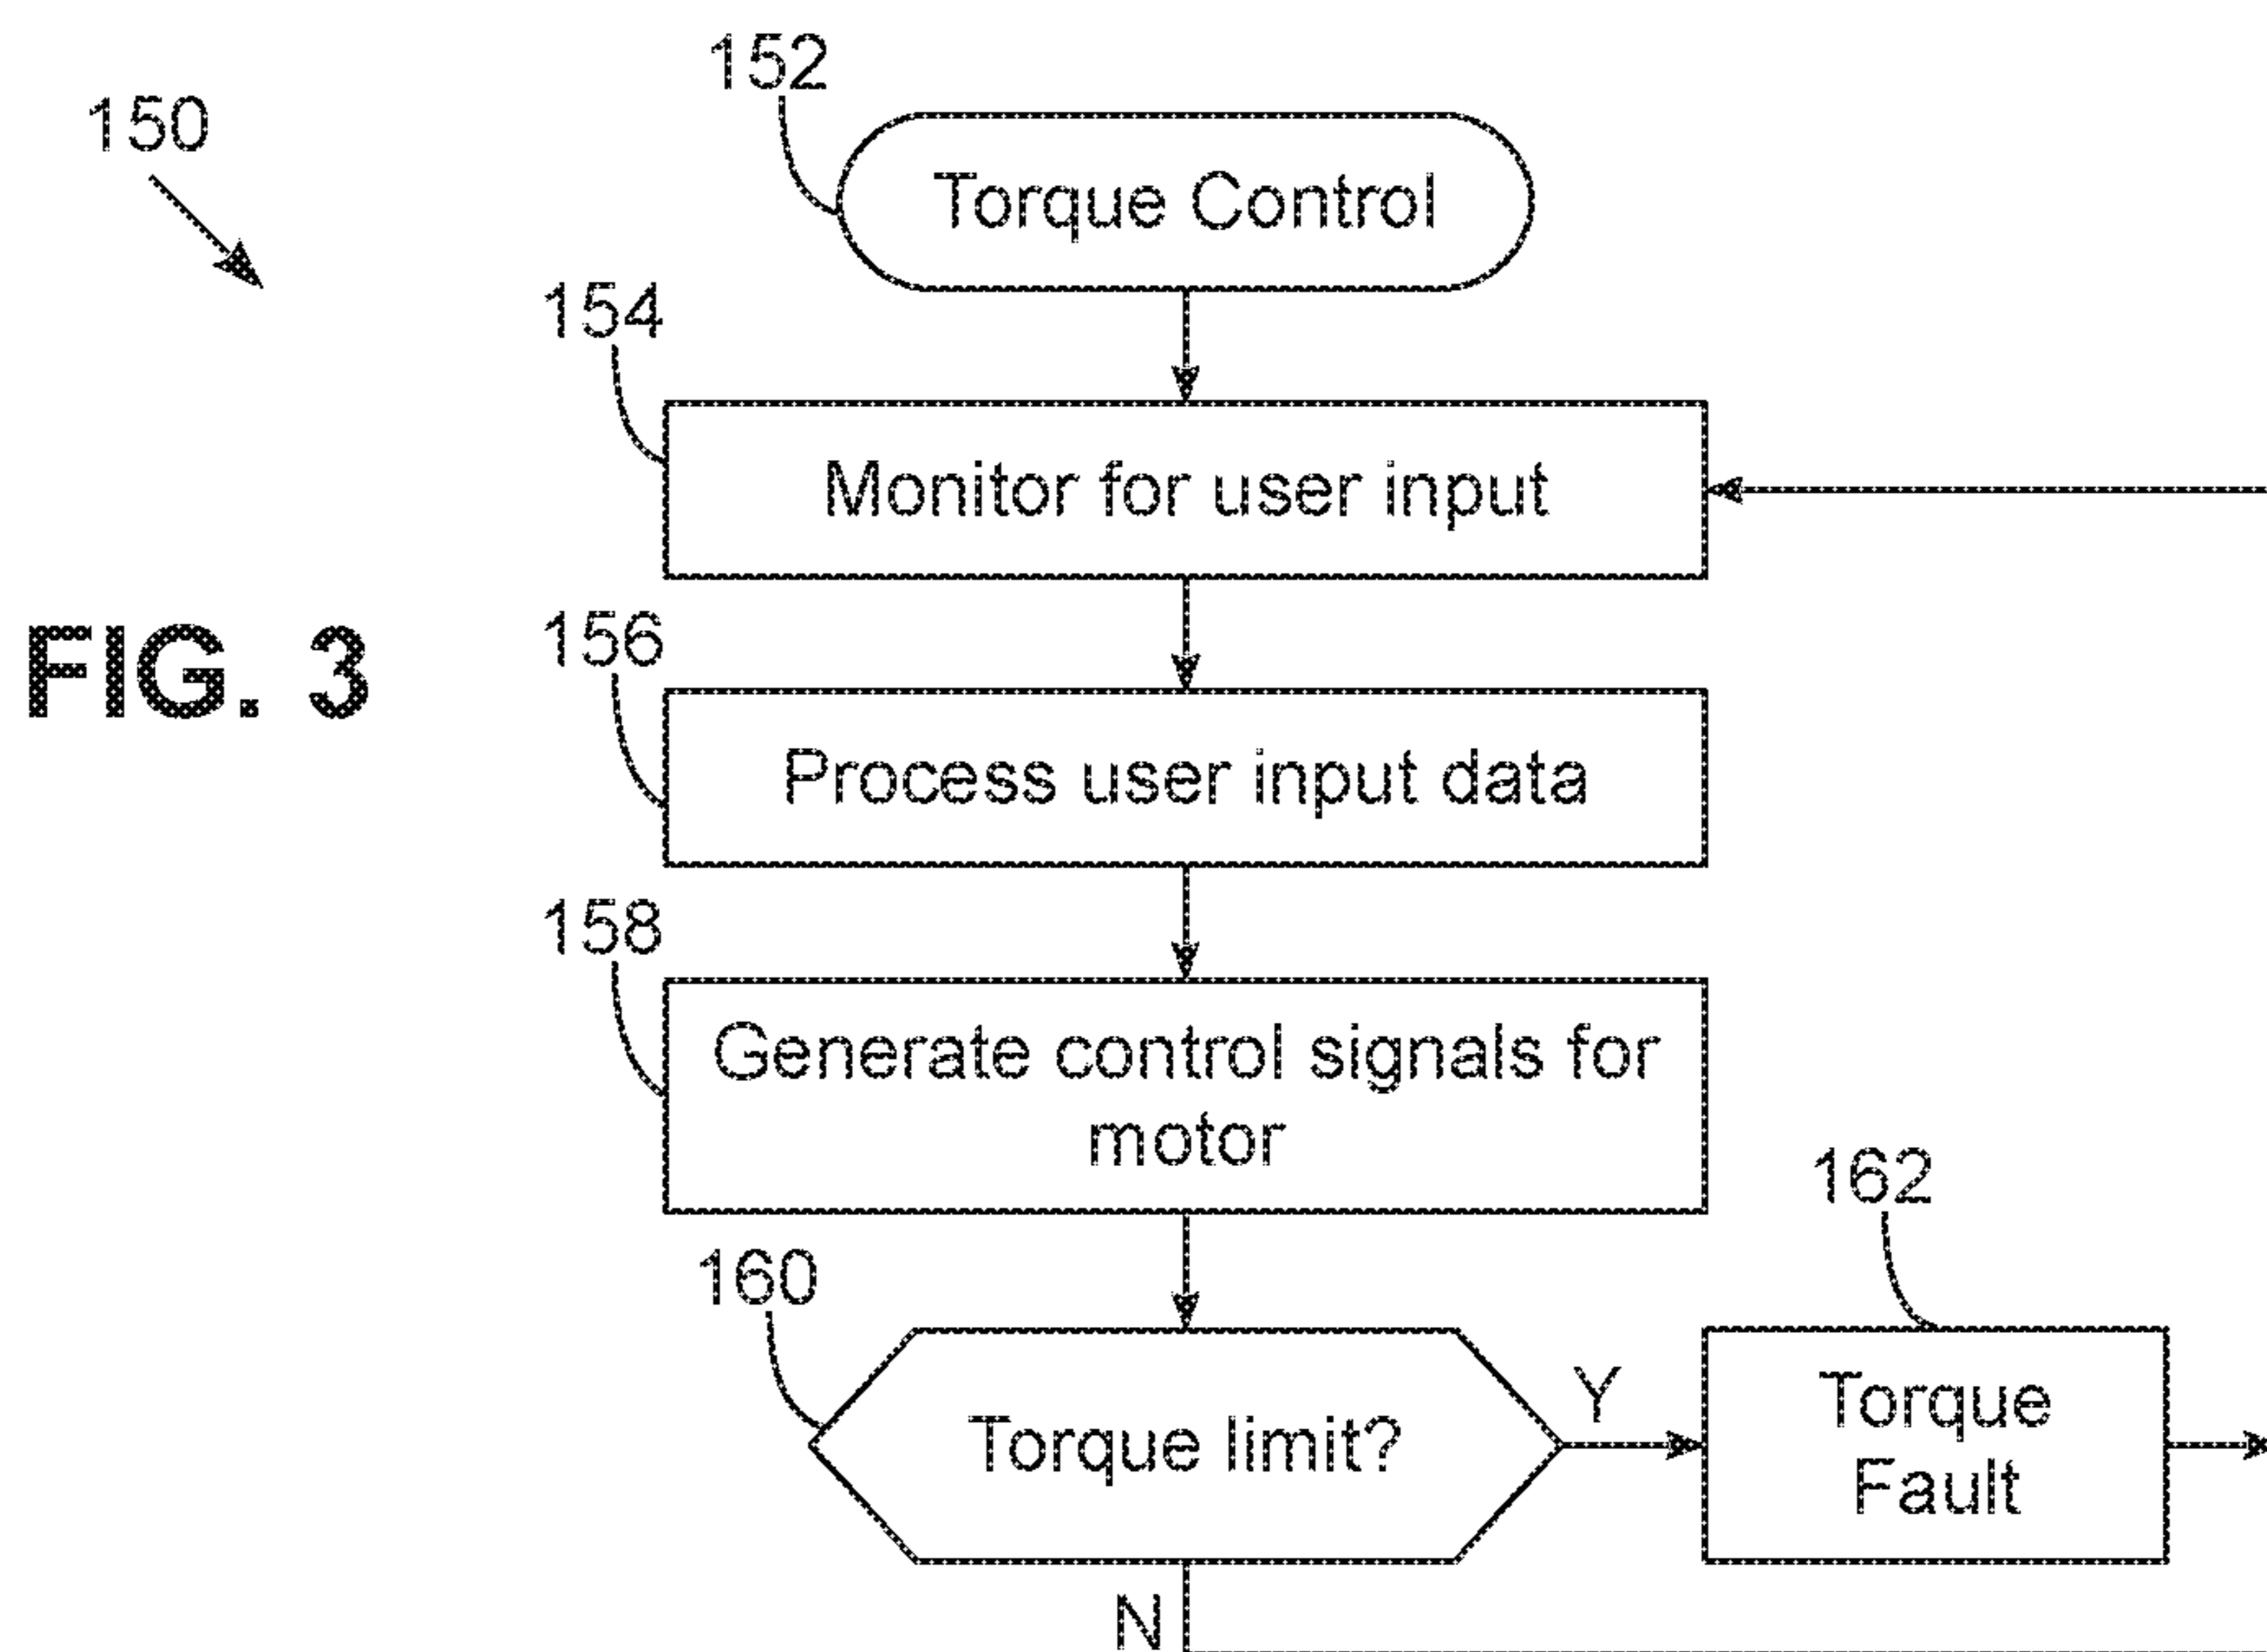 152
150
Torque Control
154
Monitor for user input
FIG. 3
156
Process user input data
158
Generate control signals for
motor
162
160
Y
Torque
Torque limit?
Fault
N